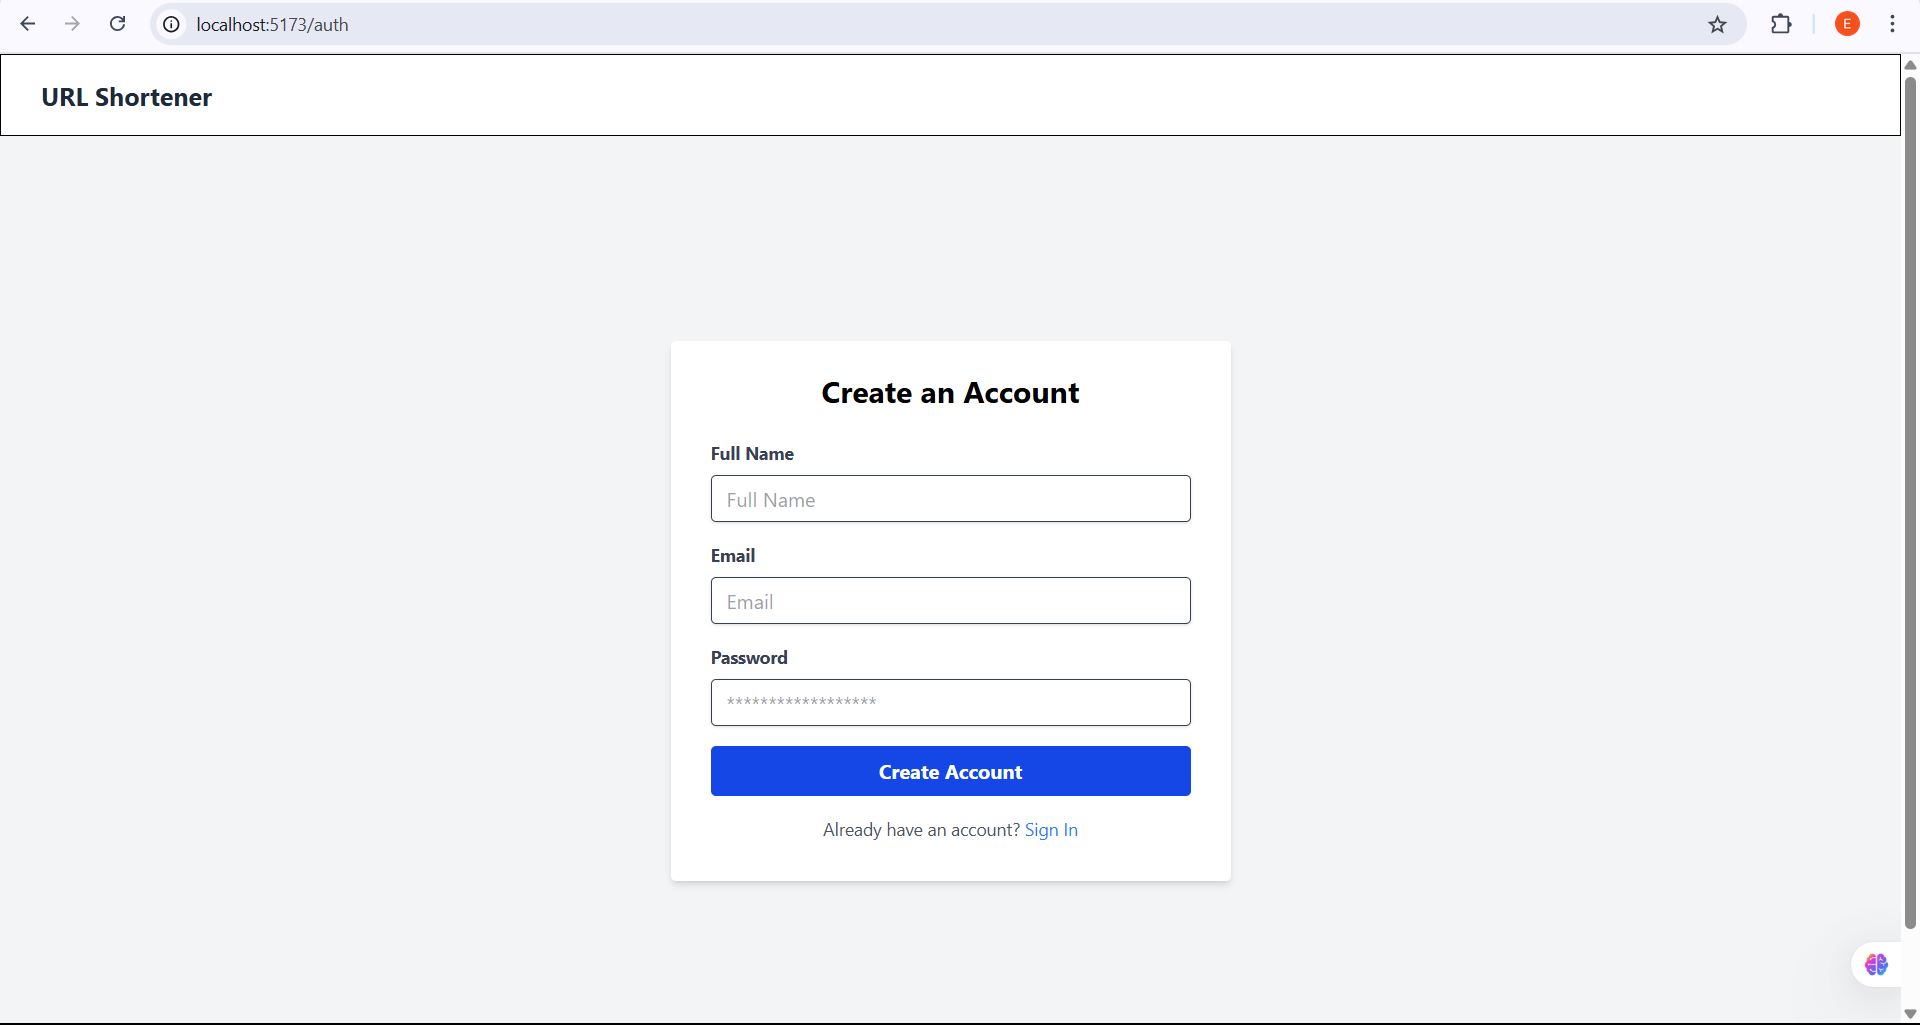 localhost:5173/auth
E
URL Shortener
Create an Account
Full Name
Full Name
Email
Email
Password
******************
Create Account
Already have an account? Sign In